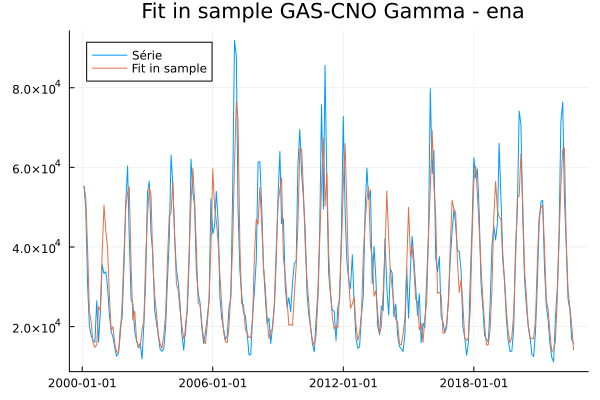 Fit in sample GAS-CNO Gamma - ena
Série
Fit in sample
8.0×10⁴
6.0×10⁴
4.0×10⁴
2.0×10⁴
2000-01-01 2006-01-01 2012-01-01 2018-01-01